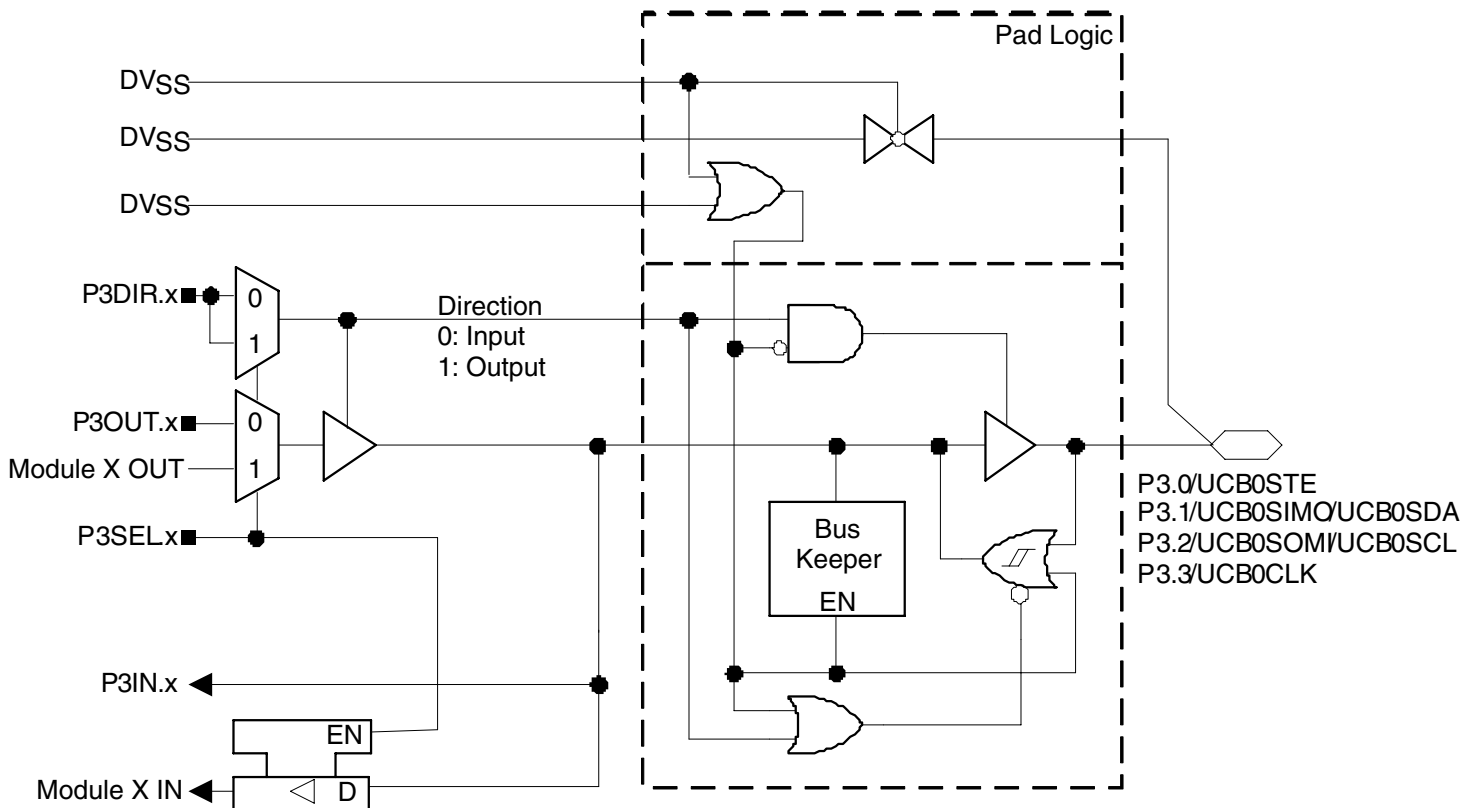 Pad Logic
DVSS
DVSS
DVSS
P3DIR.x
0
1
Direction
0: Input
1: Output
P3OUT.x
0
Module X OUT
1
P3SEL.x
P3.0/UCB0STE
P3.1/UCB0SIMO/UCB0SDA
P3.2/UCB0SOMI/UCB0SCL
P3.3/UCB0CLK
Bus
Keeper
EN
P3IN.x
EN
Module X IN
D